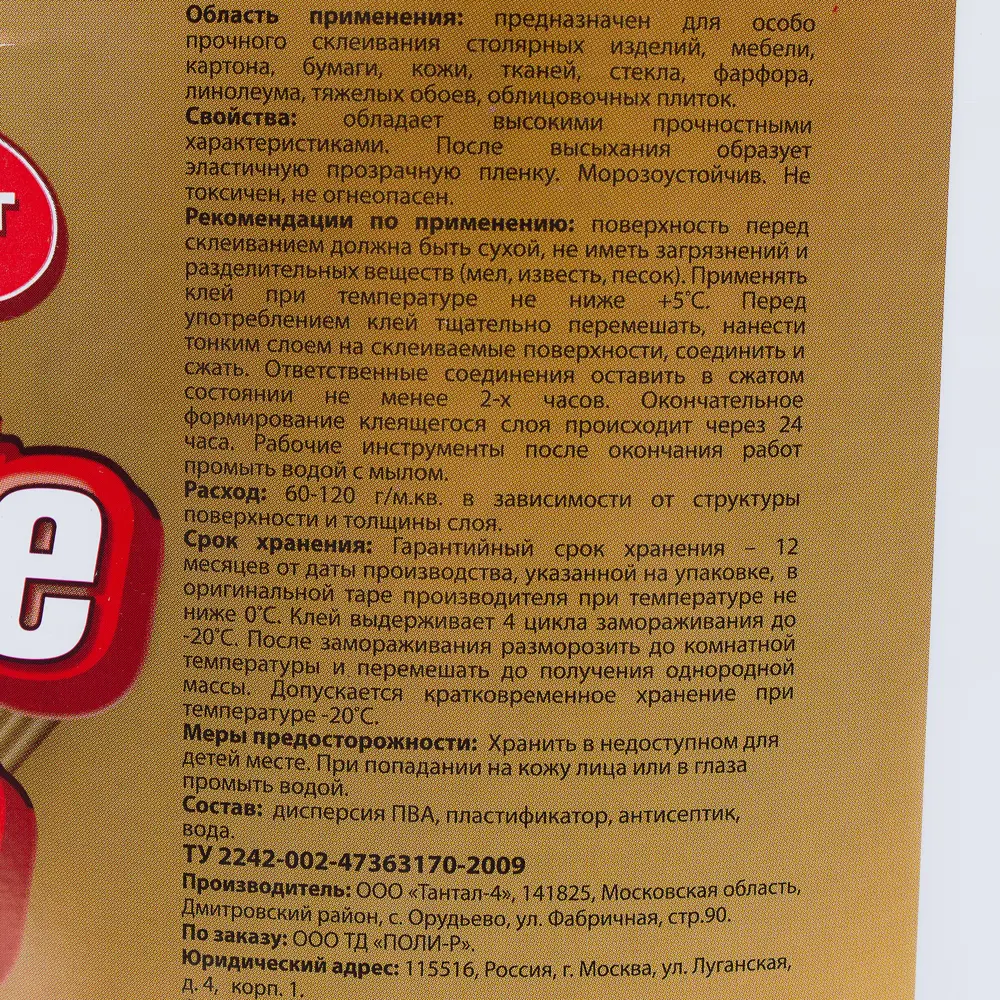 Область применения: предназначен для особо
прочного склеивания столярных изделий, мебели,
картона, бумаги, кожи, тканей, стекла, фарфора,
линолеума, тяжелых обоев, облицовочных плиток.
Свойства: обладает высокими прочностными
характеристиками. После высыхания образует
эластичную прозрачную пленку. Морозоустойчив. Не
токсичен, не огнеопасен.
Рекомендации по применению: поверхность перед
склеиванием должна быть сухой, не иметь загрязнений и
разделительных веществ (мел, известь, песок). Применять
клей при температуре не ниже +5˚С. Перед
употреблением клей тщательно перемешать, нанести
тонким слоем на склеиваемые поверхности, соединить и
сжать. Ответственные соединения оставить в сжатом
состоянии не менее 2-х часов. Окончательное
формирование клеящегося слоя происходит через 24
часа. Рабочие инструменты после окончания работ
промыть водой с мылом.
Расход: 60-120 г/м.кв. в зависимости от структуры
поверхности и толщины слоя.
Срок хранения: Гарантийный срок хранения – 12
месяцев от даты производства, указанной на упаковке, в
оригинальной таре производителя при температуре не
ниже 0˚С. Клей выдерживает 4 цикла замораживания до
-20˚С. После замораживания разморозить до комнатной
температуры и перемешать до получения однородной
массы. Допускается кратковременное хранение при
температуре -20˚С.
Меры предосторожности: Хранить в недоступном для
детей месте. При попадании на кожу лица или в глаза
промыть водой.
Состав: дисперсия ПВА, пластификатор, антисептик,
вода.
ТУ 2242-002-47363170-2009
Производитель: ООО «Тантал-4», 141825, Московская область,
Дмитровский район, с. Орудьево, ул. Фабричная, стр.90.
По заказу: ООО ТД «ПОЛИ-Р».
Юридический адрес: 115516, Россия, г. Москва, ул. Луганская,
д. 4, корп. 1.
т
e